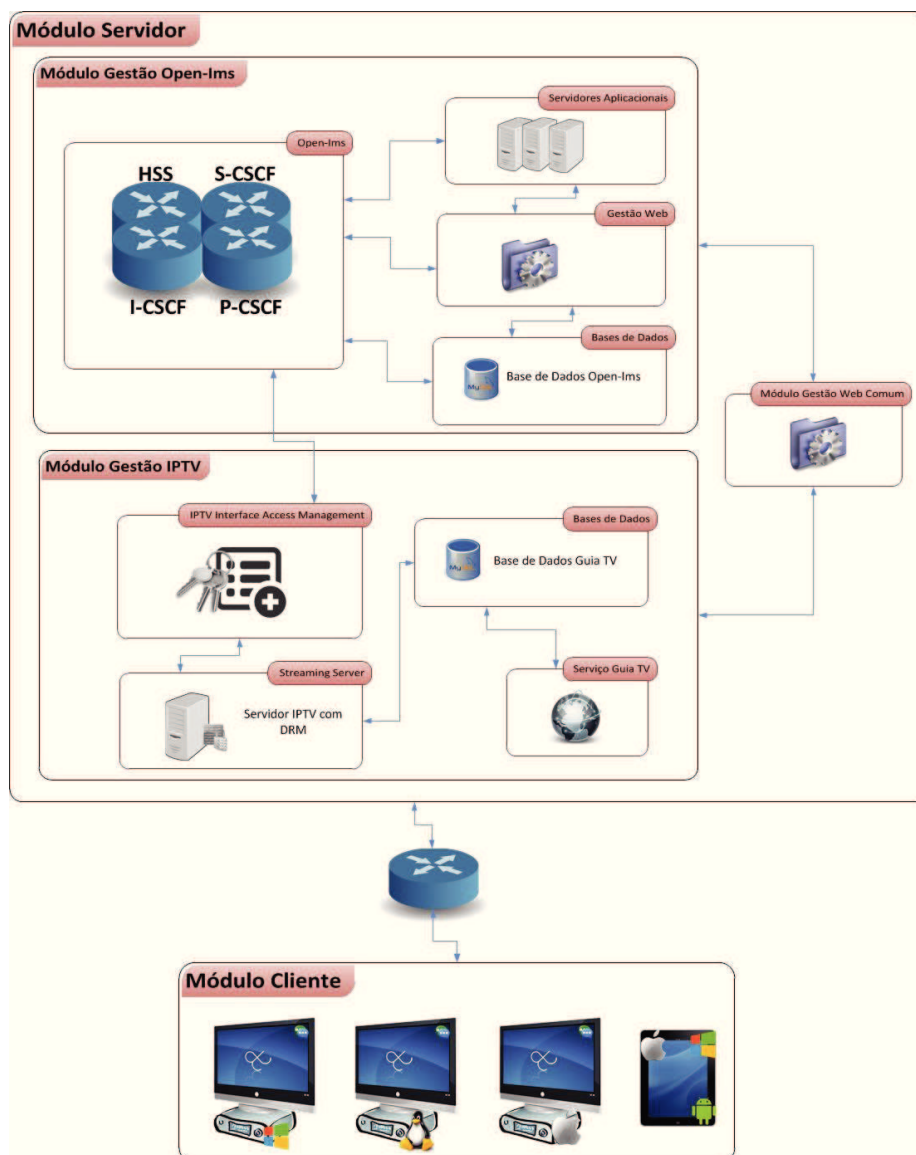 Módulo Servidor
Módulo Gestão Open-Ims
Servidores Aplicacionais
Open-Ims
HSS S-CSCF
I-CSCF P-CSCF
Gestão Web
Bases de Dados
Base de Dados Open-Ims
Módulo Gestão Web Comum
Módulo Gestão IPTV
IPTV Interface Access Management
Bases de Dados
Base de Dados Guia TV
Streaming Server
Servidor IPTV com
DRM
Serviço Guia TV
Módulo Cliente